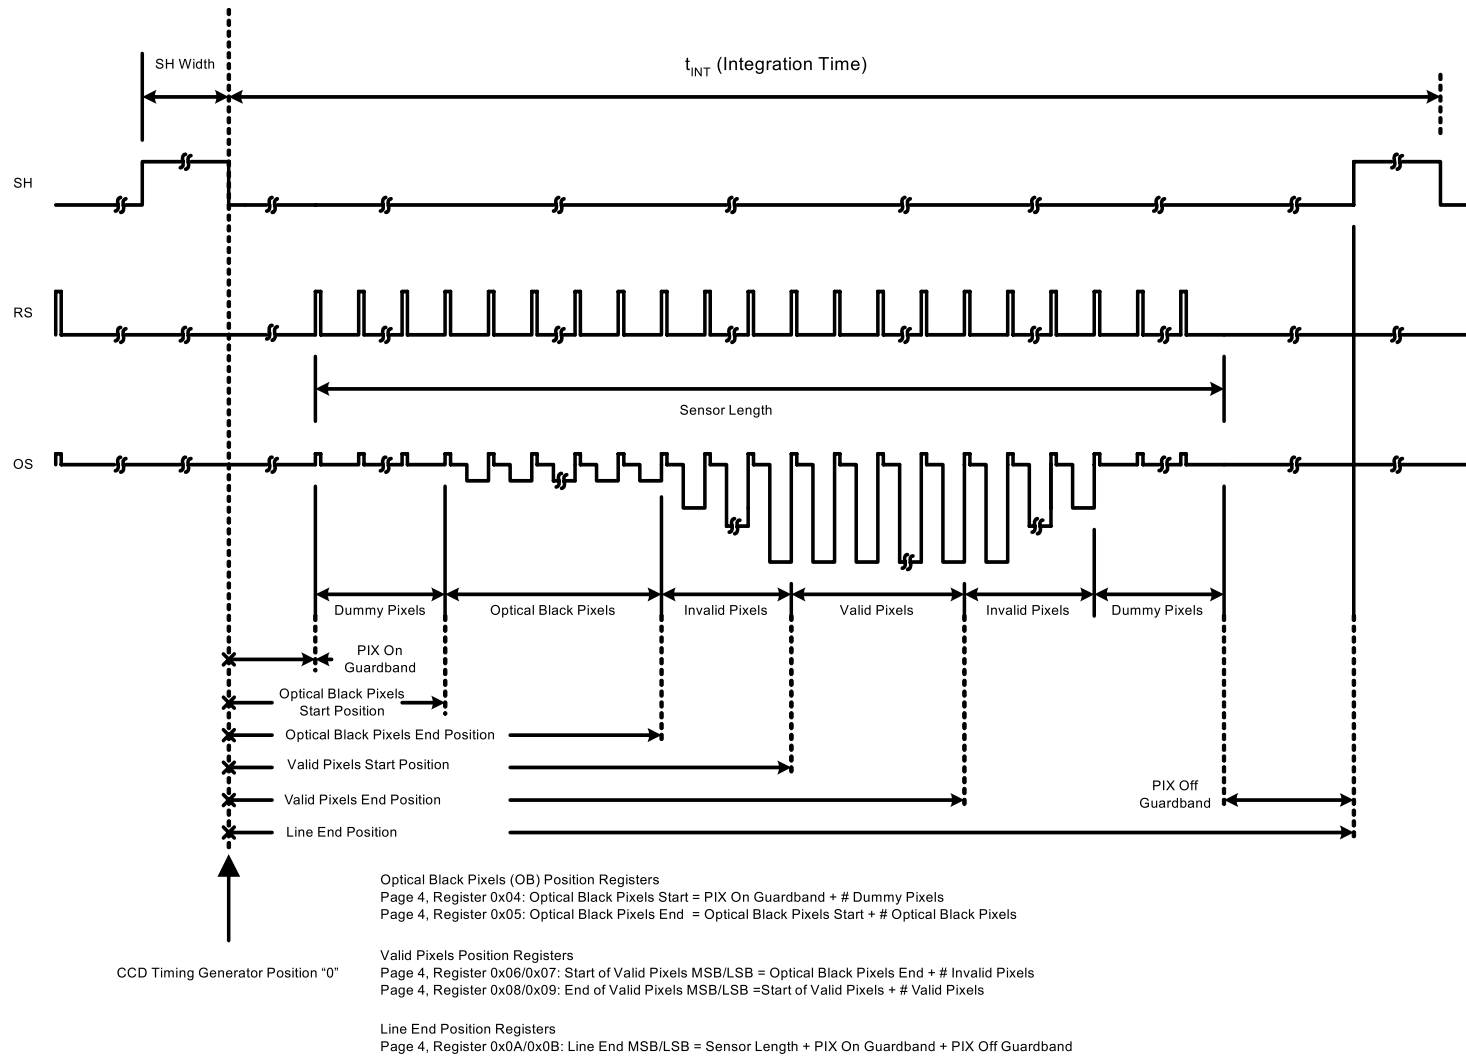 SH Width
tINT (Integration Time)
SH
RS
Sensor Length
OS
Dummy Pixels
Optical Black Pixels
Invalid Pixels
Valid Pixels
Invalid Pixels
Dummy Pixels
PIX On
Guardband
Optical Black Pixels
Start Position
Optical Black Pixels End Position
Valid Pixels Start Position
PIX Off
Guardband
Valid Pixels End Position
Line End Position
Optical Black Pixels (OB) Position Registers
Page 4, Register 0x04: Optical Black Pixels Start = PIX On Guardband + # Dummy Pixels
Page 4, Register 0x05: Optical Black Pixels End  = Optical Black Pixels Start + # Optical Black Pixels
Valid Pixels Position Registers
CCD Timing Generator Position “0”
Page 4, Register 0x06/0x07: Start of Valid Pixels MSB/LSB = Optical Black Pixels End + # Invalid Pixels
Page 4, Register 0x08/0x09: End of Valid Pixels MSB/LSB =Start of Valid Pixels + # Valid Pixels
Line End Position Registers
Page 4, Register 0x0A/0x0B: Line End MSB/LSB = Sensor Length + PIX On Guardband + PIX Off Guardband